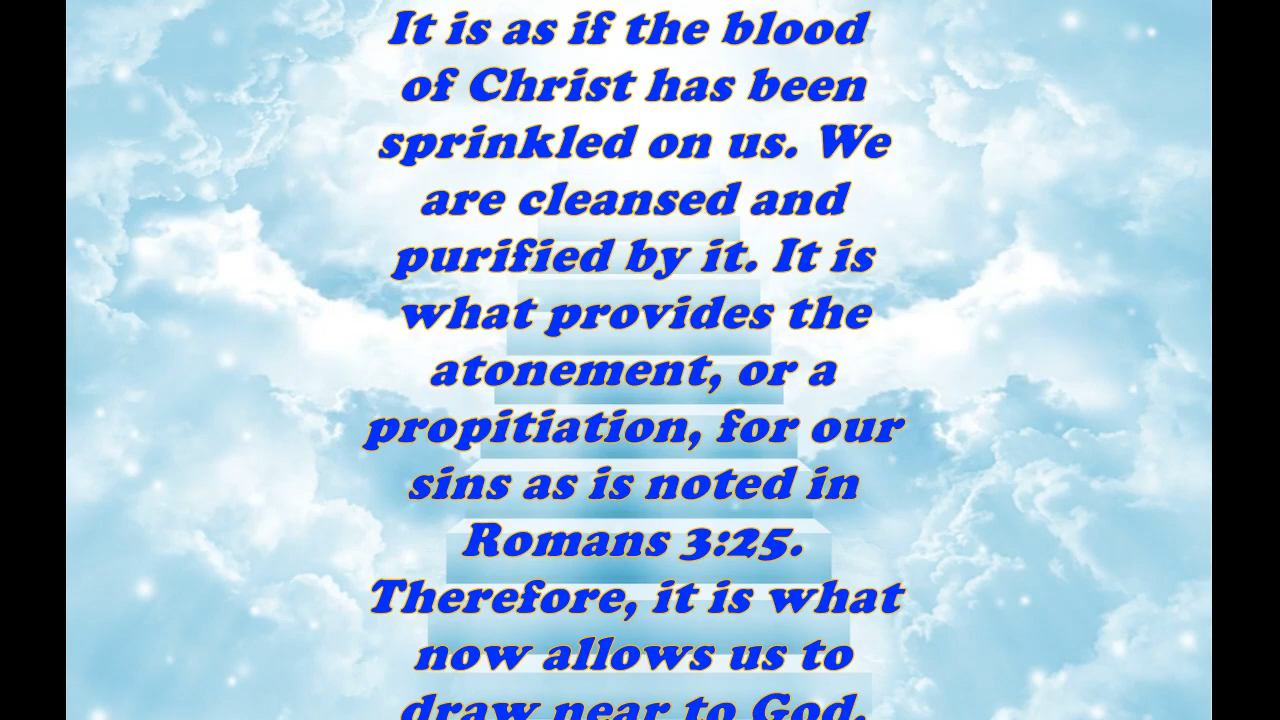 It is as if the blood
of Christ has been
sprinkled on us. We
are cleansed and
purified by it. It is
what provides the
atonement, or a
propitiation, for our
sins as is noted in
Romans 3:25.
Therefore, it is what
now allows us to
draw near to God.